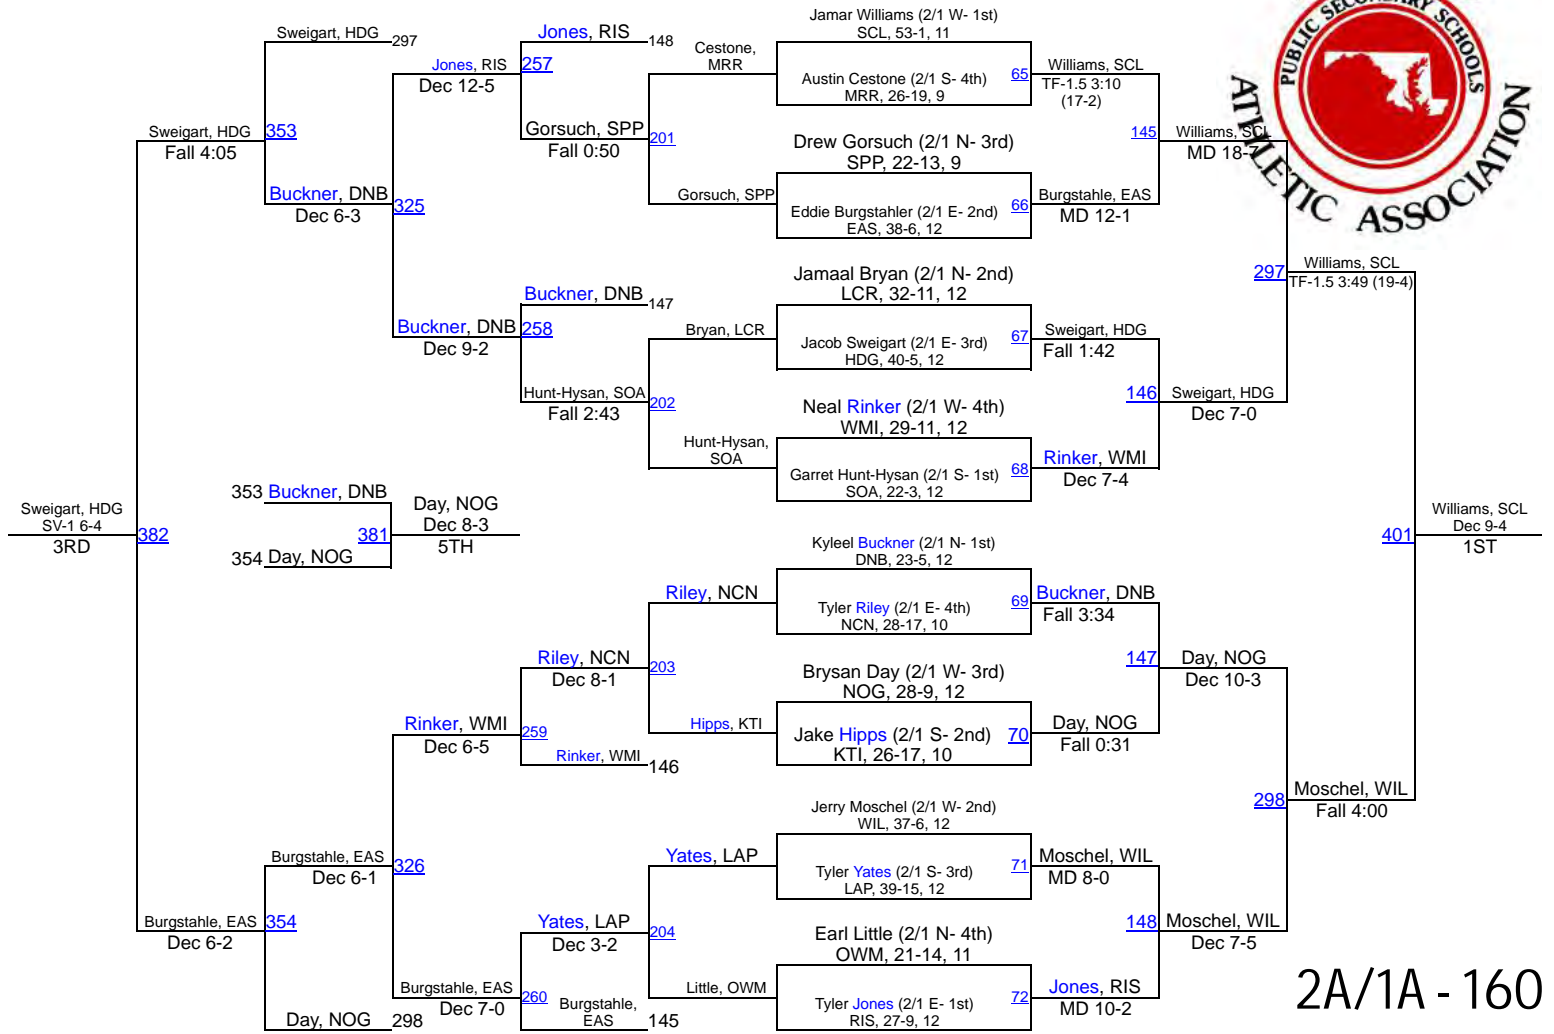 PUBLIC SECONDARY SCHOOLS
ATHLETIC ASSOCIATION
Sweigart, HDG 297
Jones, RIS
Dec 12-5
257
Jones, RIS 148
Gorsuch, SPP
Fall 0:50
201
Cestone,
MRR
Gorsuch, SPP
Sweigart, HDG
Fall 4:05
353
Buckner, DNB
Dec 6-3
325
Buckner, DNB
Dec 9-2
258
Buckner, DNB 147
Hunt-Hysan, SOA
Fall 2:43
202
Bryan, LCR
Hunt-Hysan,
SOA
Jamar Williams (2/1 W- 1st)
SCL, 53-1, 11
Austin Cestone (2/1 S- 4th)
MRR, 26-19, 9
65
Williams, SCL
TF-1.5 3:10
(17-2)
Drew Gorsuch (2/1 N- 3rd)
SPP, 22-13, 9
Eddie Burgstahler (2/1 E- 2nd)
EAS, 38-6, 12
66
Burgstahle, EAS
MD 12-1
145
Williams, SCL
MD 18-7
Jamaal Bryan (2/1 N- 2nd)
LCR, 32-11, 12
Jacob Sweigart (2/1 E- 3rd)
HDG, 40-5, 12
67
Sweigart, HDG
Fall 1:42
Neal Rinker (2/1 W- 4th)
WMI, 29-11, 12
Garret Hunt-Hysan (2/1 S- 1st)
SOA, 22-3, 12
68
Rinker, WMI
Dec 7-4
146
Sweigart, HDG
Dec 7-0
297
Williams, SCL
TF-1.5 3:49 (19-4)
Sweigart, HDG
SV-1 6-4
3RD
382
353 Buckner, DNB
354 Day, NOG
381
Day, NOG
Dec 8-3
5TH
401
Williams, SCL
Dec 9-4
1ST
Kyleel Buckner (2/1 N- 1st)
DNB, 23-5, 12
Tyler Riley (2/1 E- 4th)
NCN, 28-17, 10
69
Buckner, DNB
Fall 3:34
Brysan Day (2/1 W- 3rd)
NOG, 28-9, 12
Jake Hipps (2/1 S- 2nd)
KTI, 26-17, 10
70
Day, NOG
Fall 0:31
147
Day, NOG
Dec 10-3
Riley, NCN
Hipps, KTI
203
Riley, NCN
Dec 8-1
Rinker, WMI 146
259
Rinker, WMI
Dec 6-5
298
Moschel, WIL
Fall 4:00
Jerry Moschel (2/1 W- 2nd)
WIL, 37-6, 12
Tyler Yates (2/1 S- 3rd)
LAP, 39-15, 12
71
Moschel, WIL
MD 8-0
Earl Little (2/1 N- 4th)
OWM, 21-14, 11
Tyler Jones (2/1 E- 1st)
RIS, 27-9, 12
72
Jones, RIS
MD 10-2
148
Moschel, WIL
Dec 7-5
Yates, LAP
Little, OWM
204
Yates, LAP
Dec 3-2
Burgstahle,
EAS 145
260
Burgstahle, EAS
Dec 7-0
326
Burgstahle, EAS
Dec 6-1
Day, NOG 298
354
Burgstahle, EAS
Dec 6-2
2A/1A - 160